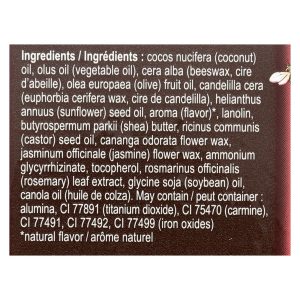 Ingredients / Ingrédients : cocos nucifera (coconut)
oil, olus oil (vegetable oil), cera alba (beeswax, cire
d'abeille), olea europaea (olive) fruit oil, candelilla cera
(euphorbia cerifera wax, cire de candelilla), helianthus
annuus (sunflower) seed oil, aroma (flavor)*, lanolin,
butyrospermum parkii (shea) butter, ricinus communis
(castor) seed oil, cananga odorata flower wax,
jasminum officinale (jasmine) flower wax, ammonium
glycyrrhizinate, tocopherol, rosmarinus officinalis
(rosemary) leaf extract, glycine soja (soybean) oil,
canola oil (huile de colza). May contain / peut contenir :
alumina, CI 77891 (titanium dioxide), CI 75470 (carmine),
CI 77491, CI 77492, CI 77499 (iron oxides)
*natural flavor / arôme naturel